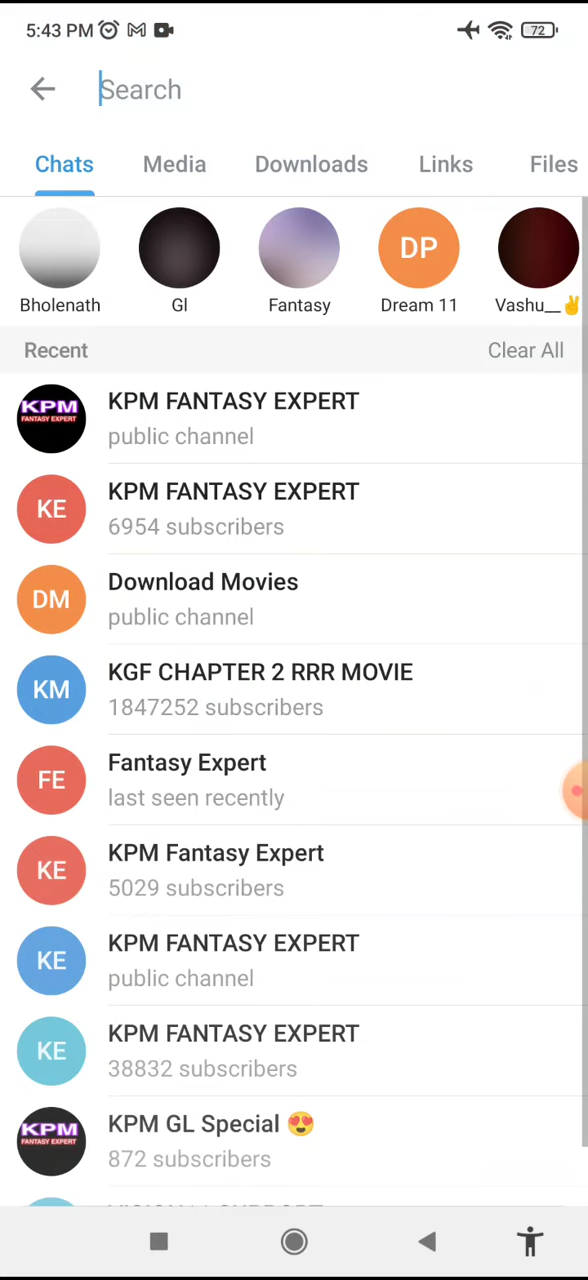 5:43 PM
72
Search
Chats Media Downloads Links Files
DP
Bholenath Gl Fantasy Dream 11 Vashu__✌
Recent Clear All
KPM
FANTASY EXPERT
KPM FANTASY EXPERT
public channel
KE
KPM FANTASY EXPERT
6954 subscribers
DM
Download Movies
public channel
KM
KGF CHAPTER 2 RRR MOVIE
1847252 subscribers
FE
Fantasy Expert
last seen recently
KE
KPM Fantasy Expert
5029 subscribers
KE
KPM FANTASY EXPERT
public channel
KE
KPM FANTASY EXPERT
38832 subscribers
KPM
FANTASY EXPERT
KPM GL Special 😍
872 subscribers